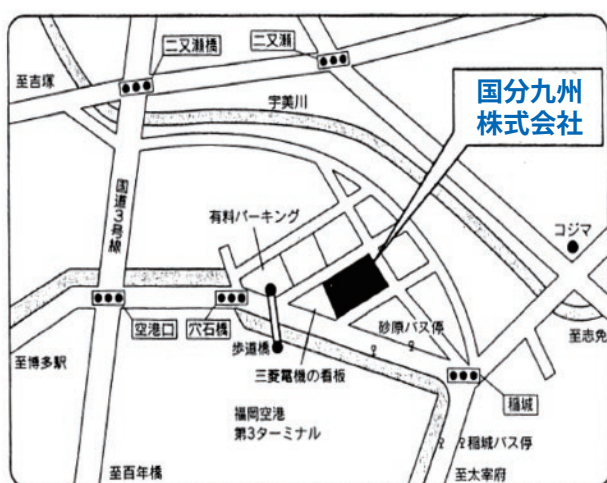 二又瀬橋
二又瀬
至吉塚
宇美川
国分九州
株式会社
国道3号線
有料パーキング
コジマ
空港口
穴石橋
砂原バス停
至志免
歩道橋
至博多駅
三菱電機の看板
稲城
福岡空港
第3ターミナル
稲城バス停
至百年橋
至太宰府